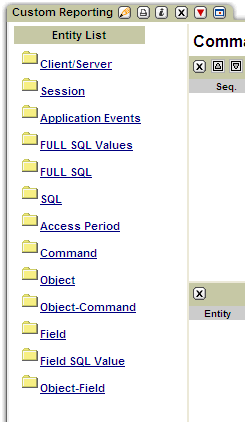 Custom Reporting
Entity List
Client/Server
Session
Application Events
FULL SQL Values
FULL SQL
SQL
Access Period
Command
Object
Object-Command
Field
Field SQL Value
Object-Field
Comma
Seq.
Entity